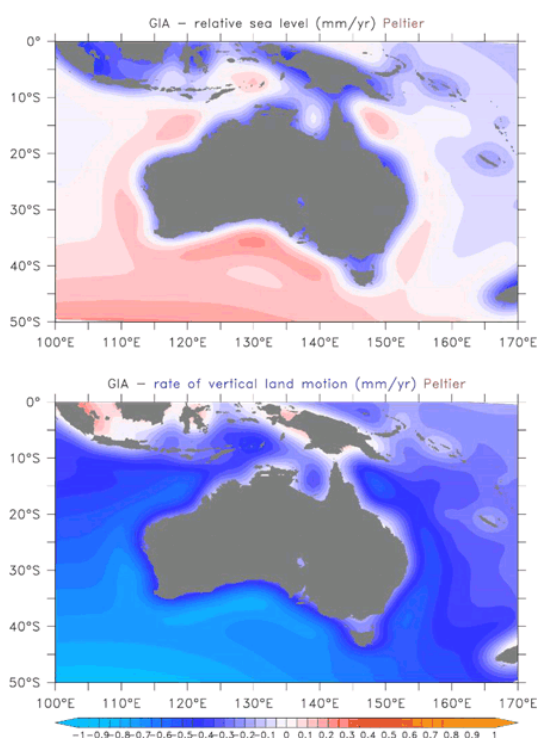 GIA – relative sea level (mm/yr) Peltier
0°
10°S
20°S
30°S
40°S
50°S
100°E 110°E 120°E 130°E 140°E 150°E 160°E 170°E
GIA – rate of vertical land motion (mm/yr) Peltier
0°
10°S
20°S
30°S
40°S
50°S
100°E 110°E 120°E 130°E 140°E 150°E 160°E 170°E
-1 -0.9 -0.8 -0.7 -0.6 -0.5 -0.4 -0.3 -0.2 -0.1 0 0.1 0.2 0.3 0.4 0.5 0.6 0.7 0.8 0.9 1